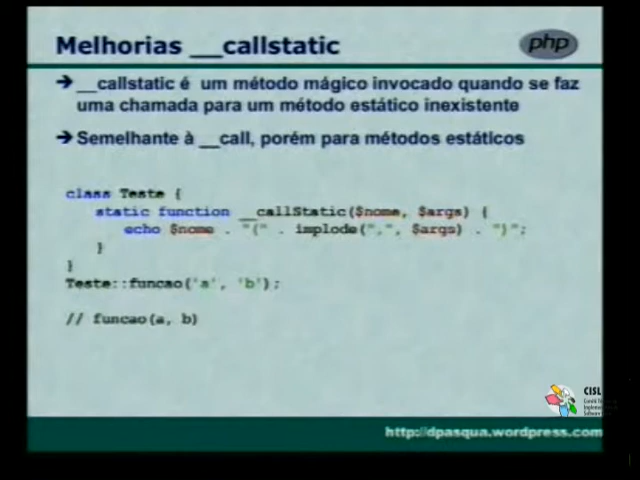 Melhorias __callstatic
php
➔ __callstatic é um método mágico invocado quando se faz
uma chamada para um método estático inexistente
➔ Semelhante à __call, porém para métodos estáticos
class Teste {
static function __callStatic($nome, $args) {
echo $nome . "(" . implode(",", $args) . ")";
}
}
Teste::funcao('a', 'b');
// funcao(a, b)
CISL
http://dpasqua.wordpress.com